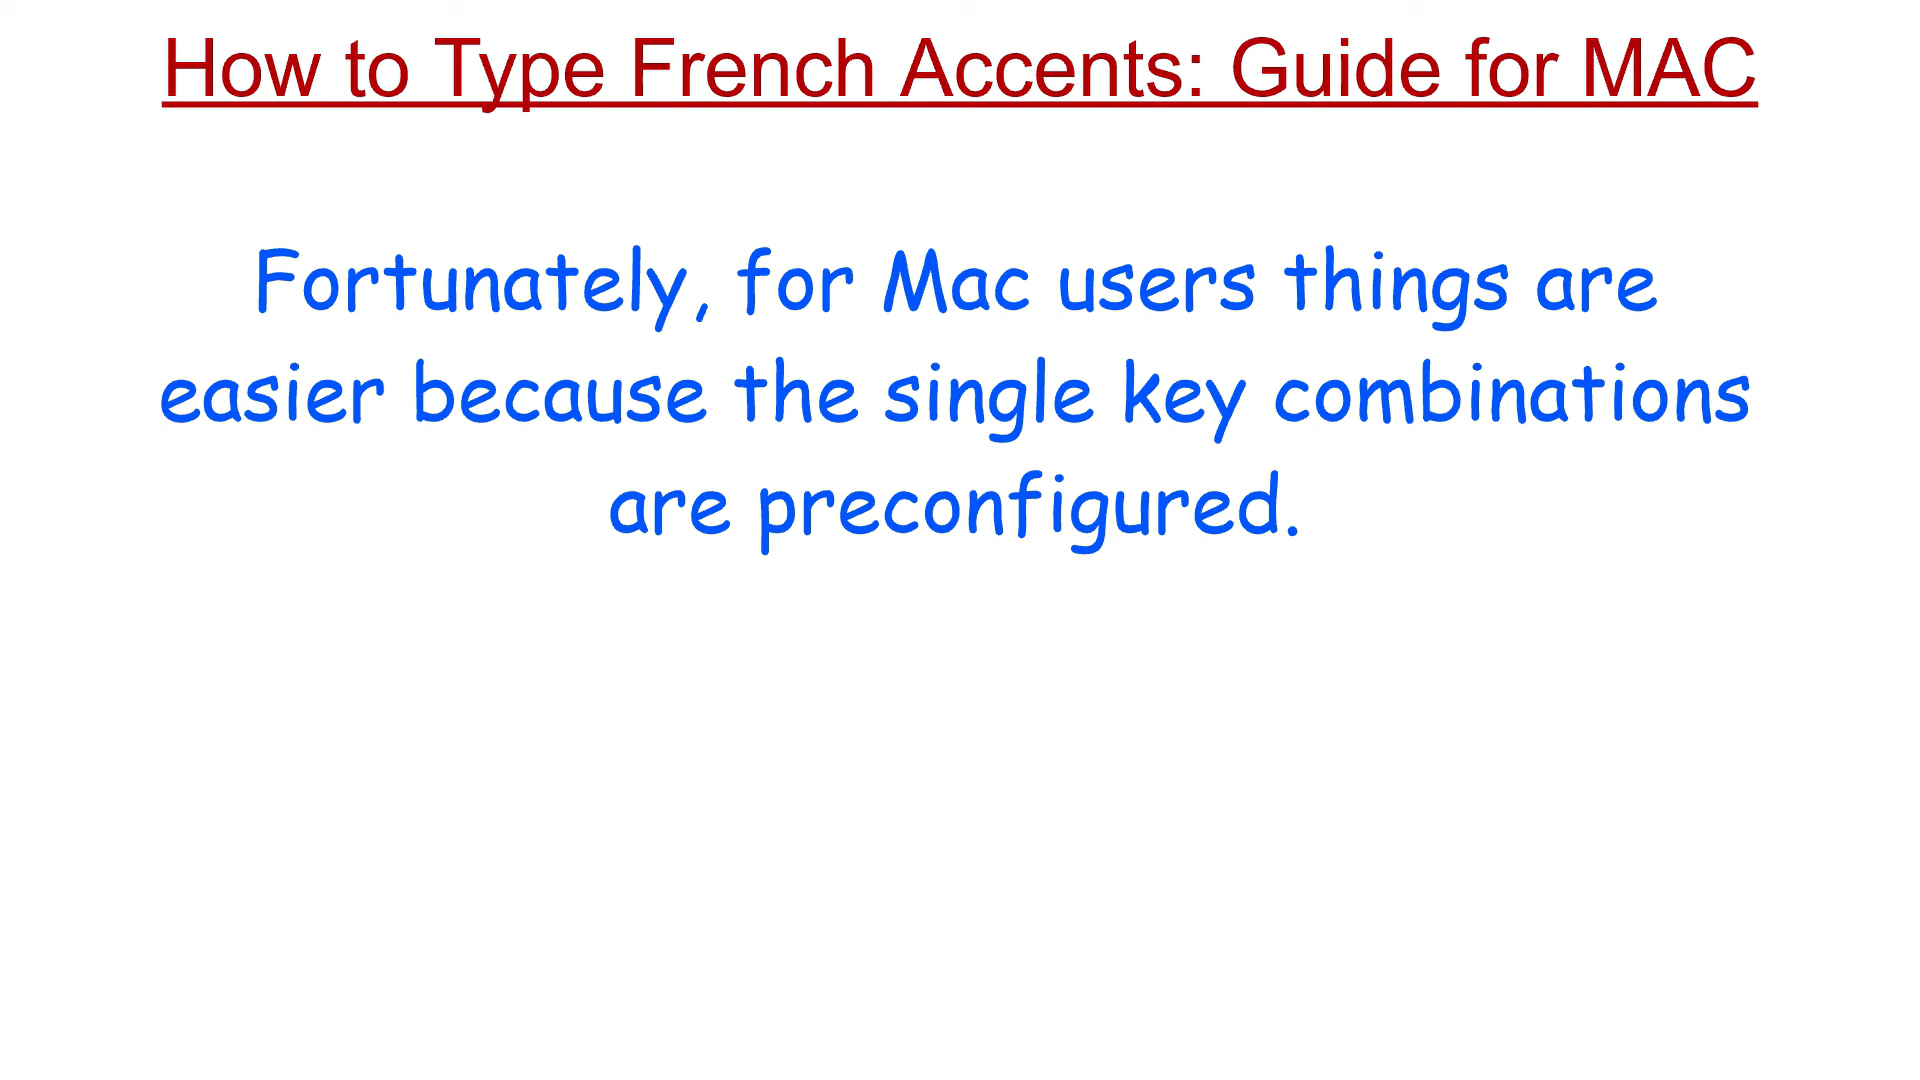 How to Type French Accents: Guide for MAC
Fortunately, for Mac users things are
easier because the single key combinations
are preconfigured.